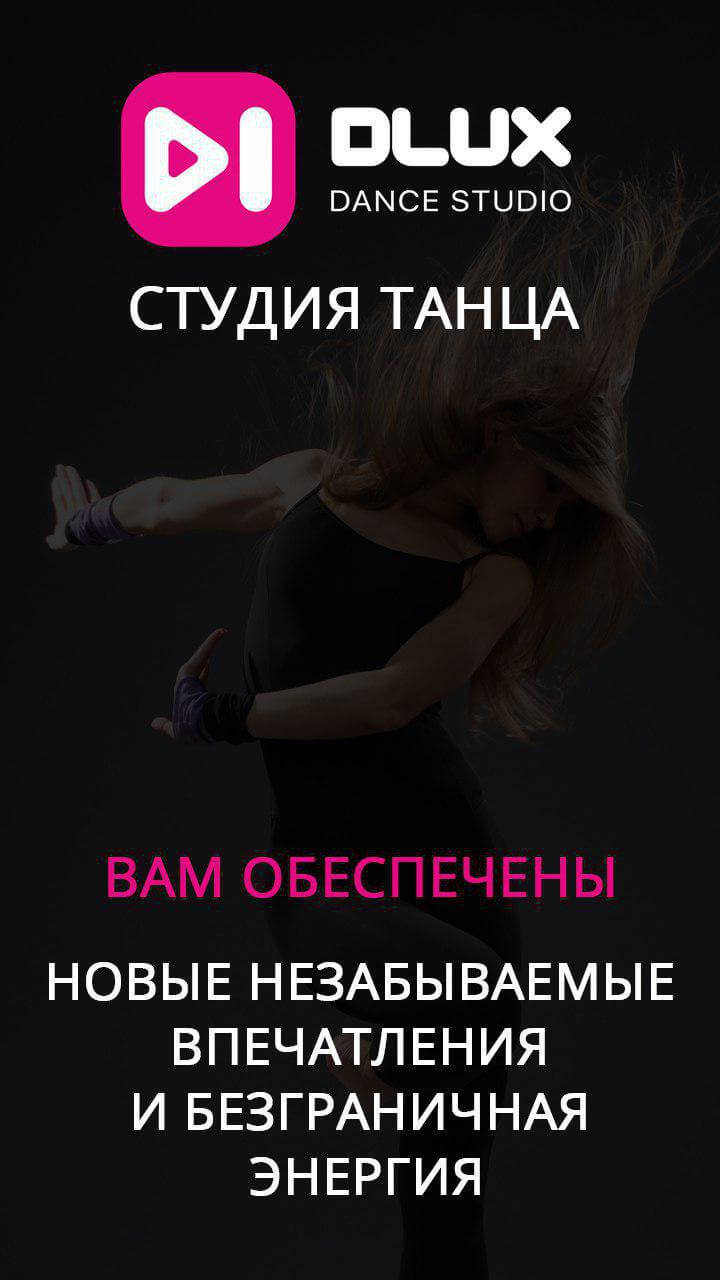 DLUX
DANCE STUDIO
СТУДИЯ ТАНЦА
ВАМ ОБЕСПЕЧЕНЫ
НОВЫЕ НЕЗАБЫВАЕМЫЕ
ВПЕЧАТЛЕНИЯ
И БЕЗГРАНИЧНАЯ
ЭНЕРГИЯ